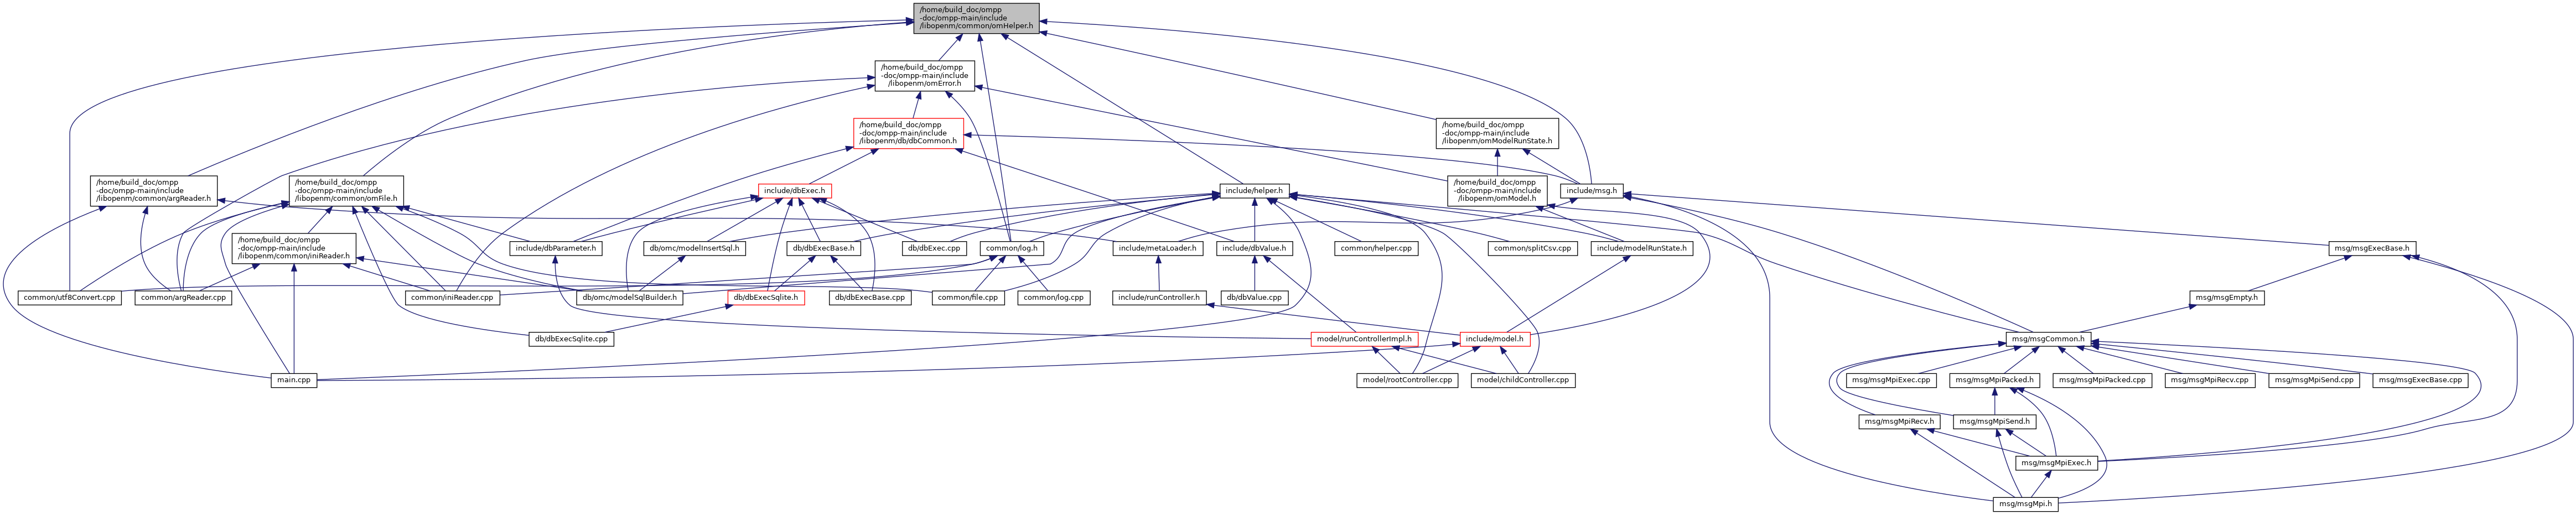 /home/build_doc/ompp
-doc/ompp-main/include
/libopenm/common/omHelper.h
/home/build_doc/ompp
-doc/ompp-main/include
/libopenm/omError.h
/home/build_doc/ompp
-doc/ompp-main/include
/libopenm/db/dbCommon.h
/home/build_doc/ompp
-doc/ompp-main/include
/libopenm/omModelRunState.h
/home/build_doc/ompp
-doc/ompp-main/include
/libopenm/common/argReader.h
/home/build_doc/ompp
-doc/ompp-main/include
/libopenm/common/omFile.h
include/dbExec.h
include/helper.h
/home/build_doc/ompp
-doc/ompp-main/include
/libopenm/omModel.h
include/msg.h
/home/build_doc/ompp
-doc/ompp-main/include
/libopenm/common/iniReader.h
include/dbParameter.h
db/omc/modelInsertSql.h
db/dbExecBase.h
db/dbExec.cpp
common/log.h
include/metaLoader.h
include/dbValue.h
common/helper.cpp
common/splitCsv.cpp
include/modelRunState.h
msg/msgExecBase.h
common/utf8Convert.cpp
common/argReader.cpp
common/iniReader.cpp
db/omc/modelSqlBuilder.h
db/dbExecSqlite.h
db/dbExecBase.cpp
common/file.cpp
common/log.cpp
include/runController.h
db/dbValue.cpp
msg/msgEmpty.h
db/dbExecSqlite.cpp
model/runControllerImpl.h
include/model.h
msg/msgCommon.h
main.cpp
model/rootController.cpp
model/childController.cpp
msg/msgMpiExec.cpp
msg/msgMpiPacked.h
msg/msgMpiPacked.cpp
msg/msgMpiRecv.cpp
msg/msgMpiSend.cpp
msg/msgExecBase.cpp
msg/msgMpiRecv.h
msg/msgMpiSend.h
msg/msgMpiExec.h
msg/msgMpi.h